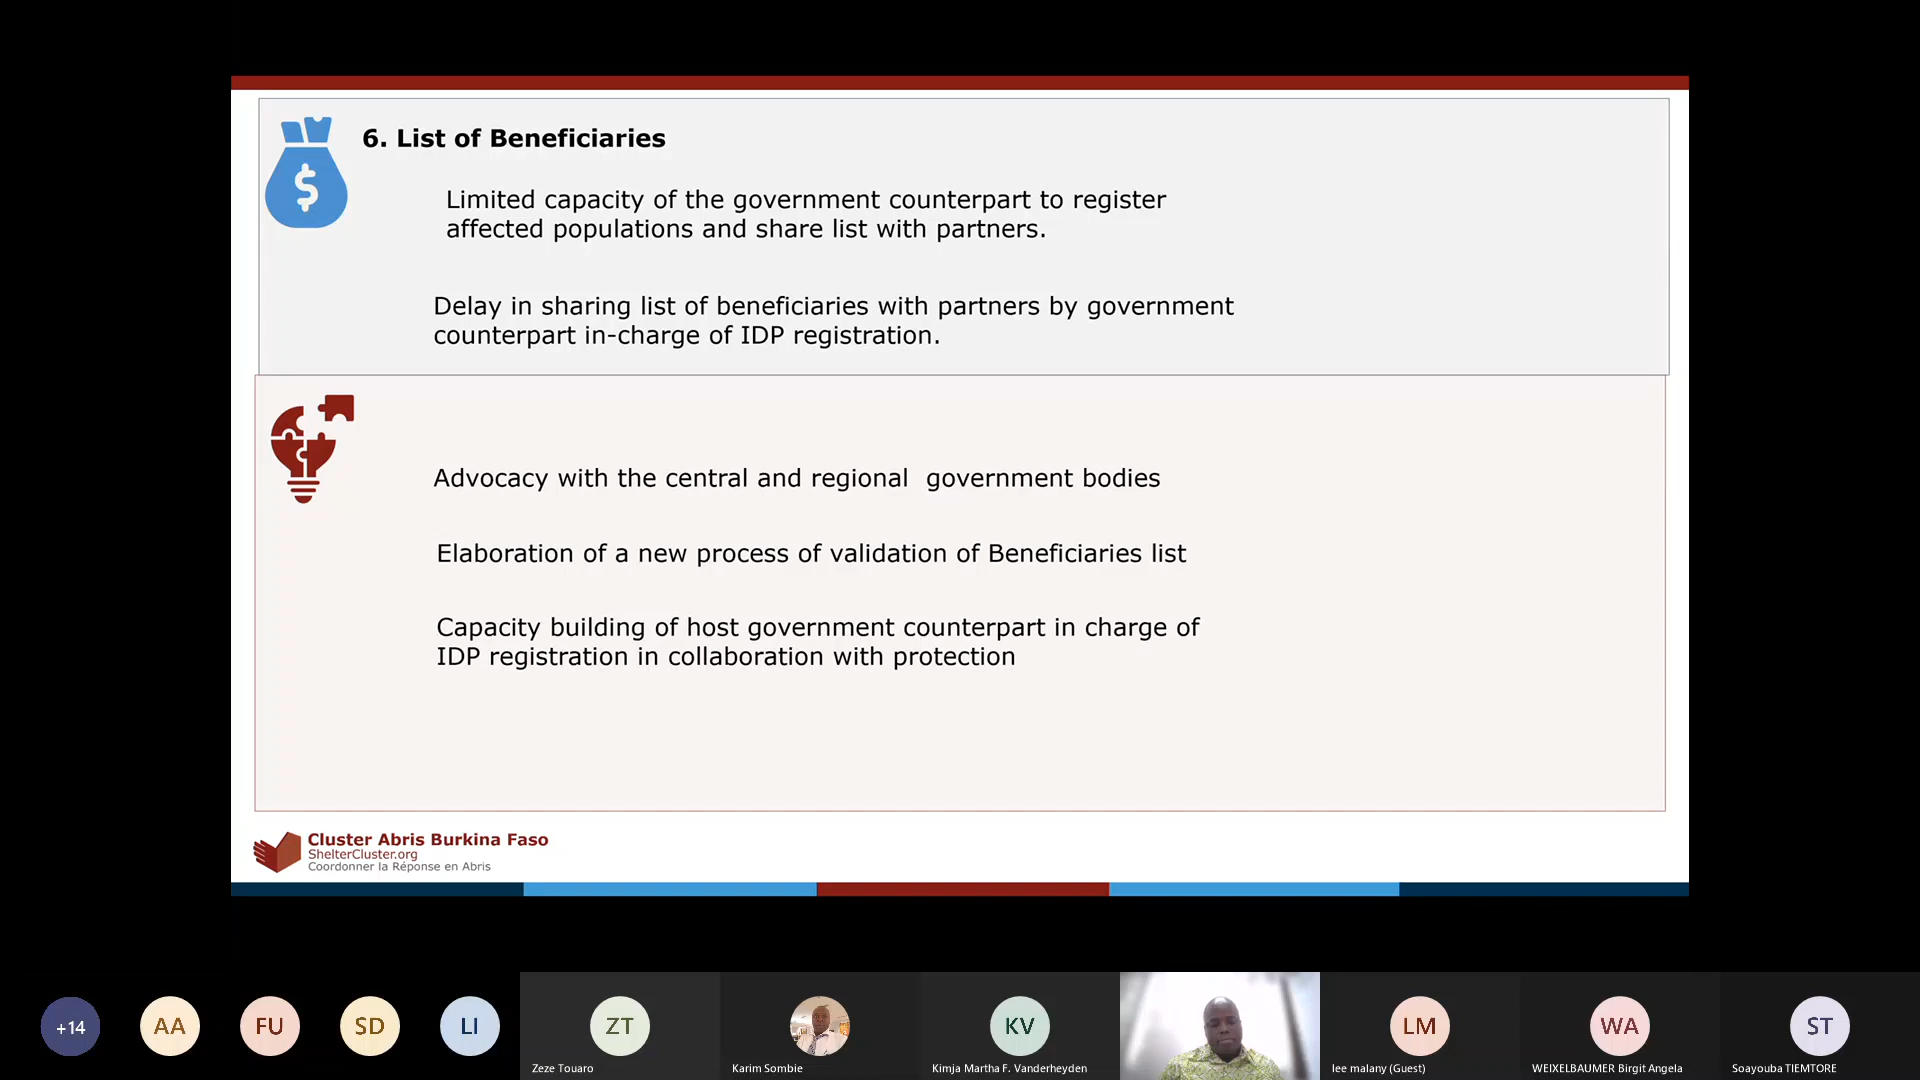 6. List of Beneficiaries
Limited capacity of the government counterpart to register
affected populations and share list with partners.
Delay in sharing list of beneficiaries with partners by government
counterpart in-charge of IDP registration.
Advocacy with the central and regional  government bodies
Elaboration of a new process of validation of Beneficiaries list
Capacity building of host government counterpart in charge of
IDP registration in collaboration with protection
Cluster Abris Burkina Faso
ShelterCluster.org
Coordonner la Réponse en Abris
+14
AA
FU
SD
LI
ZT
KV
LM
WA
ST
Zeze Touaro
Karim Sombie
Kimja Martha F. Vanderheyden
lee malany (Guest)
WEIXELBAUMER Birgit Angela
Soayouba TIEMTORE